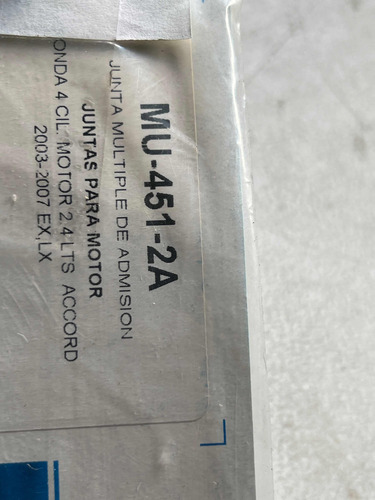 MU-451-2A
JUNTA MULTIPLE DE ADMISION
JUNTAS PARA MOTOR
ONDA 4 CIL. MOTOR 2.4 LTS ACCORD
2003-2007 EX,LX